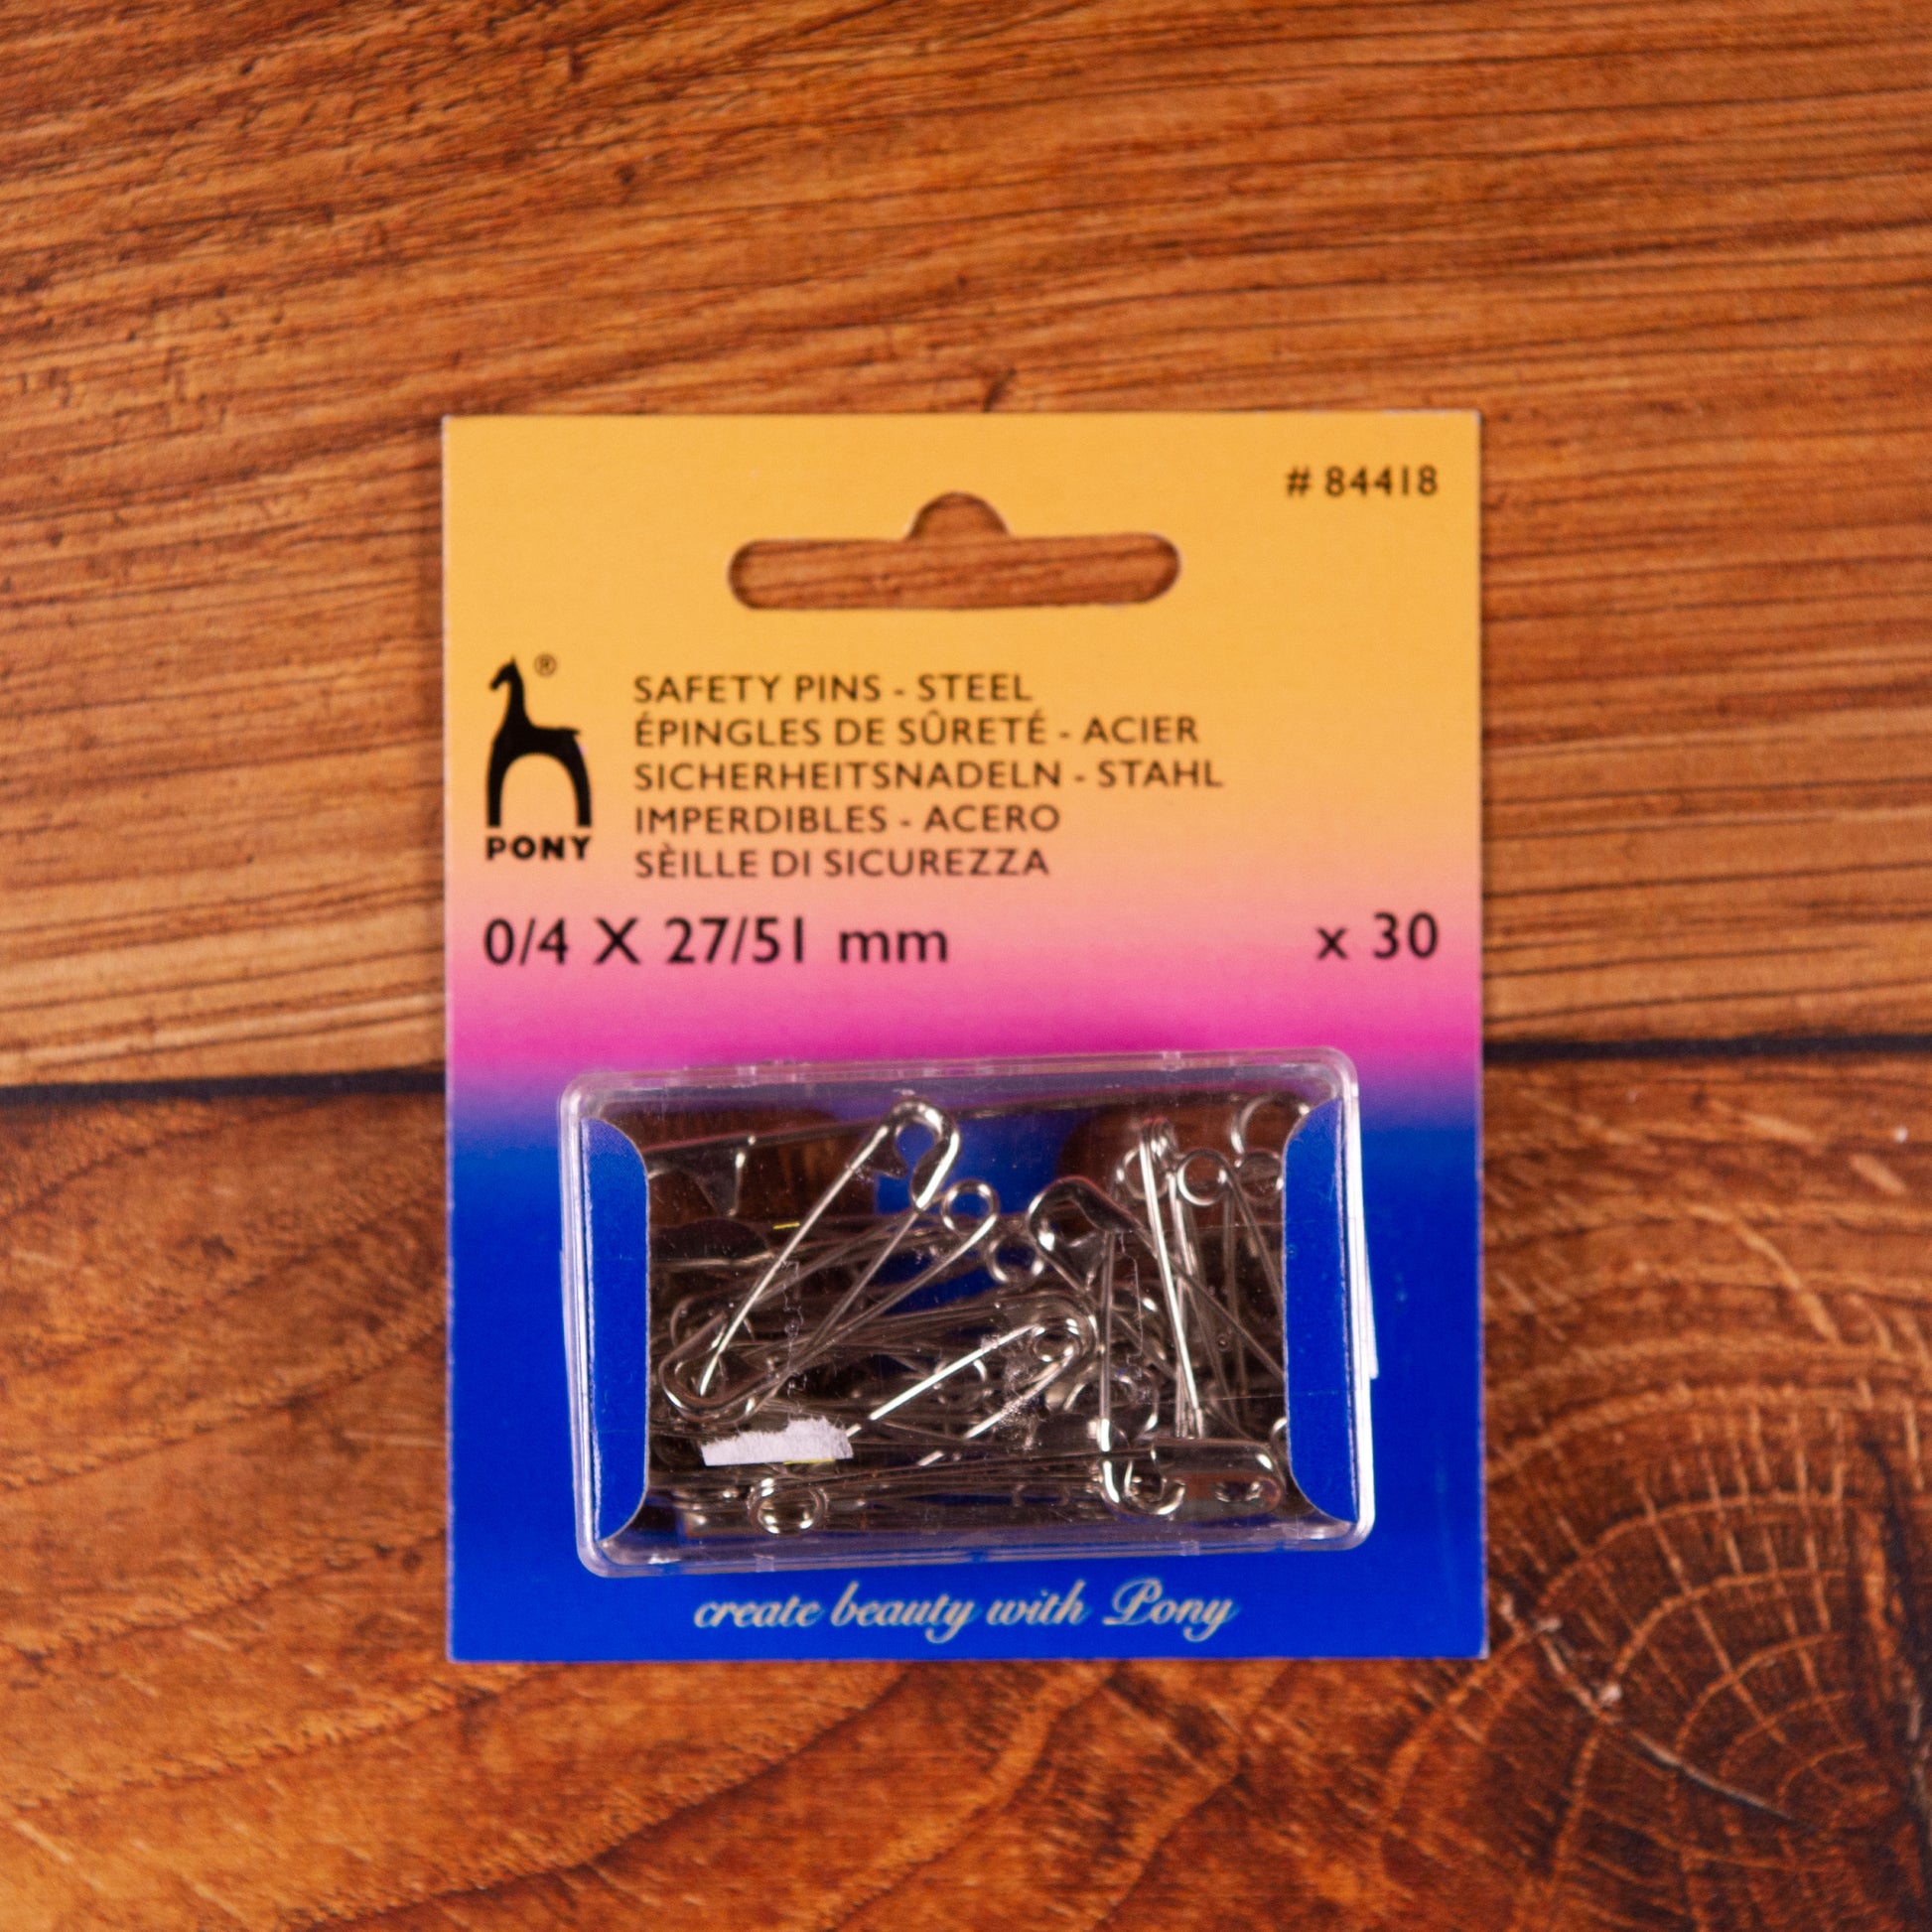 # 84418
®
SAFETY PINS - STEEL
ÉPINGLES DE SÛRETÉ - ACIER
SICHERHEITSNADELN - STAHL
IMPERDIBLES - ACERO
SÈILLE DI SICUREZZA
PONY
0/4 X 27/51 mm
x 30
create beauty with Pony